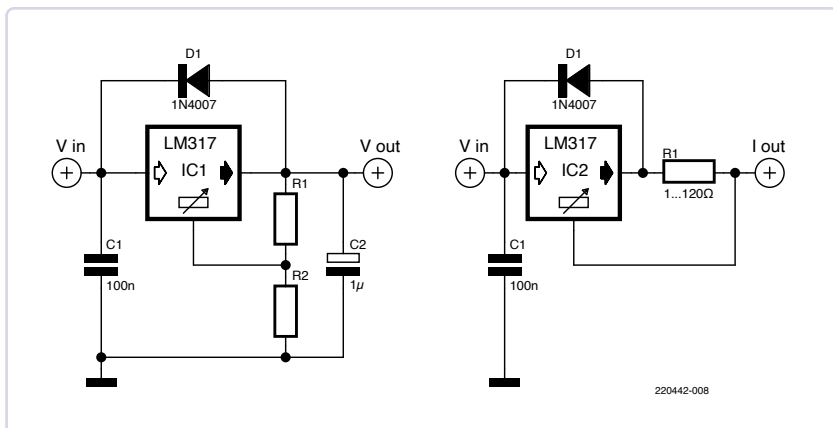 D1
1N4007
V in
LM317
IC1
V out
R1
C1
100n
C2
1µ
R2
D1
1N4007
V in
LM317
IC2
R1
1...120Ω
I out
C1
100n
220442-008